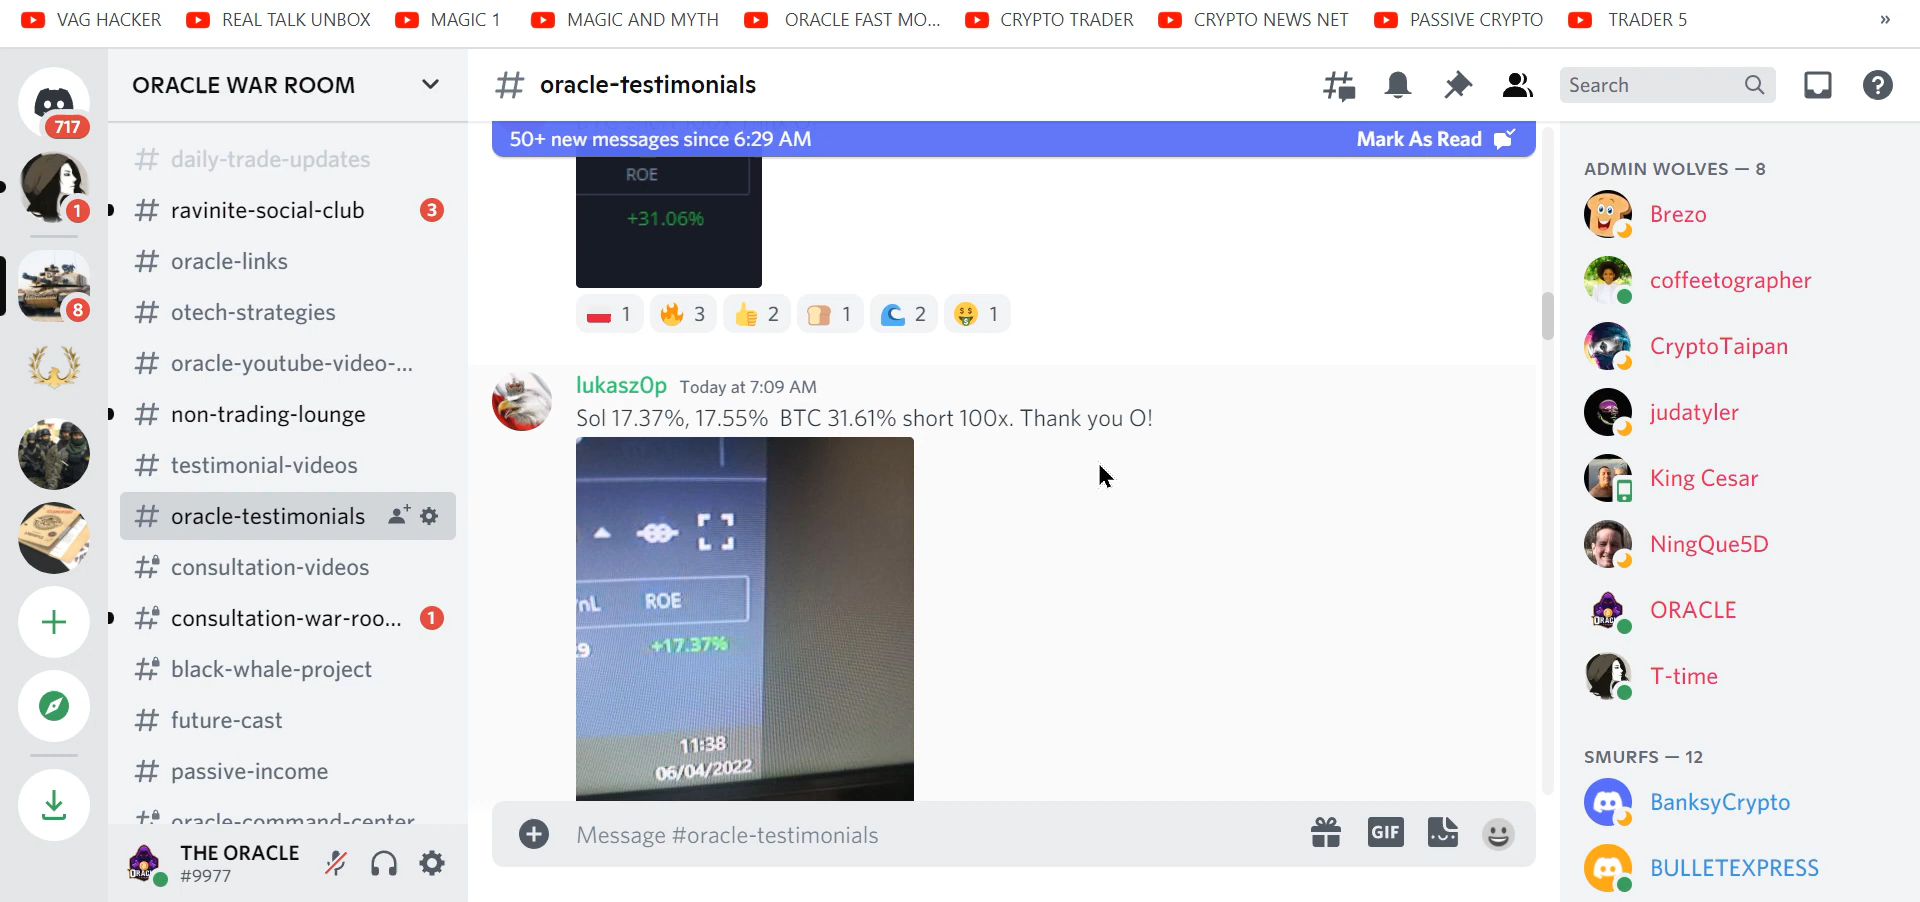 VAG HACKER REAL TALK UNBOX MAGIC 1 MAGIC AND MYTH ORACLE FAST MO... CRYPTO TRADER CRYPTO NEWS NET PASSIVE CRYPTO TRADER 5 »
717
1
8
ORACLE WAR ROOM
# daily-trade-updates
# ravinite-social-club 3
# oracle-links
# otech-strategies
# oracle-youtube-video-...
# non-trading-lounge
# testimonial-videos
# oracle-testimonials
# consultation-videos
# consultation-war-roo... 1
# black-whale-project
# future-cast
# passive-income
# oracle-command-center
THE ORACLE
#9977
# oracle-testimonials
Search
50+ new messages since 6:29 AM Mark As Read
ROE
+31.06%
1 3 2 1 2 1
lukasz0p Today at 7:09 AM
Sol 17.37%, 17.55% BTC 31.61% short 100x. Thank you O!
ROE
+17.37%
11:38
06/04/2022
Message #oracle-testimonials
GIF
ADMIN WOLVES — 8
Brezo
coffeetographer
CryptoTaipan
judatyler
King Cesar
NingQue5D
ORACLE
T-time
SMURFS — 12
BanksyCrypto
BULLETEXPRESS